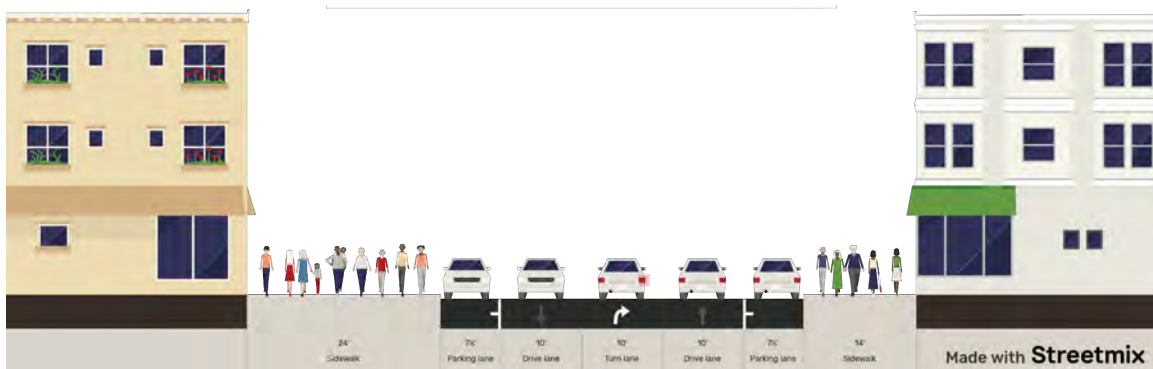 24' 7½' 10' 10' 10' 7½' 14'
Sidewalk Parking lane Drive lane Turn lane Drive lane Parking lane Sidewalk
Made with Streetmix